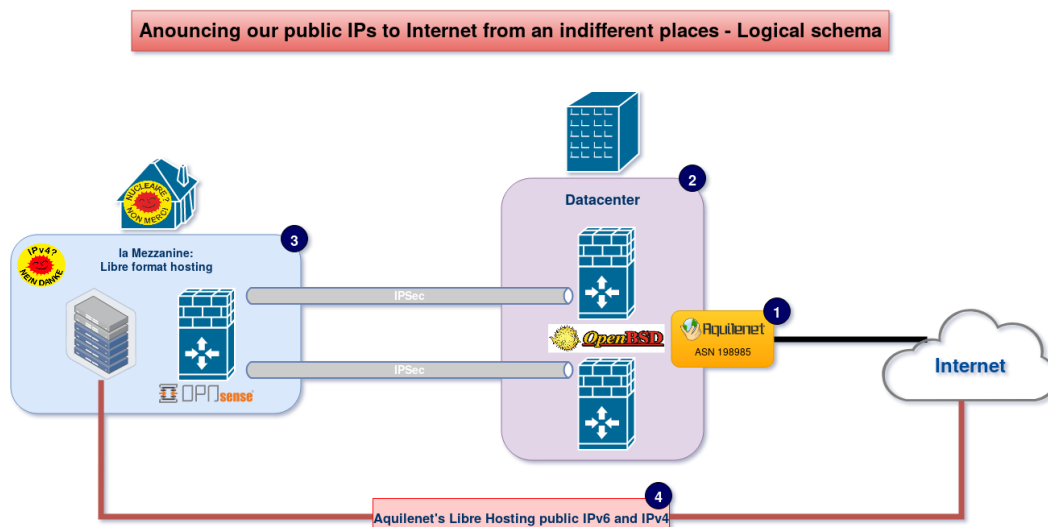 Anouncing our public IPs to Internet from an indifferent places - Logical schema
2
Datacenter
NUCLEAIRE ?
NON MERCI
3
IPv4?
NEIN DANKE
la Mezzanine:
Libre format hosting
IPSec
1
Aquilenet
ASN 198985
OpenBSD
Internet
IPSec
OPNsense®
4
Aquilenet's Libre Hosting public IPv6 and IPv4